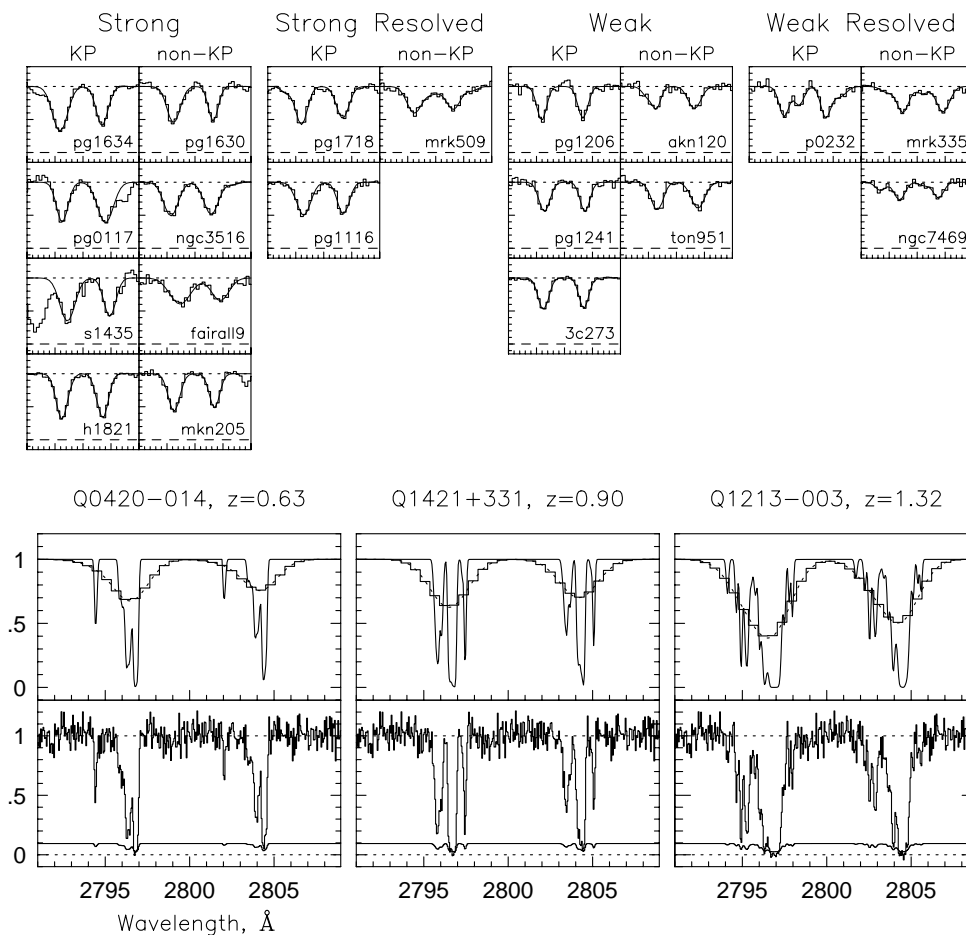 Strong Strong Resolved Weak Weak Resolved
KP non-KP KP non-KP KP non-KP KP non-KP
pg1634 pg1630 pg1718 mrk509 pg1206 akn120 p0232 mrk335
pg0117 ngc3516 pg1116 pg1241 ton951 ngc7469
s1435 fairall9 3c273
h1821 mkn205
Q0420−014, z=0.63 Q1421+331, z=0.90 Q1213−003, z=1.32
1
.5
0
1
.5
0
2795 2800 2805 2795 2800 2805 2795 2800 2805
Wavelength, Å